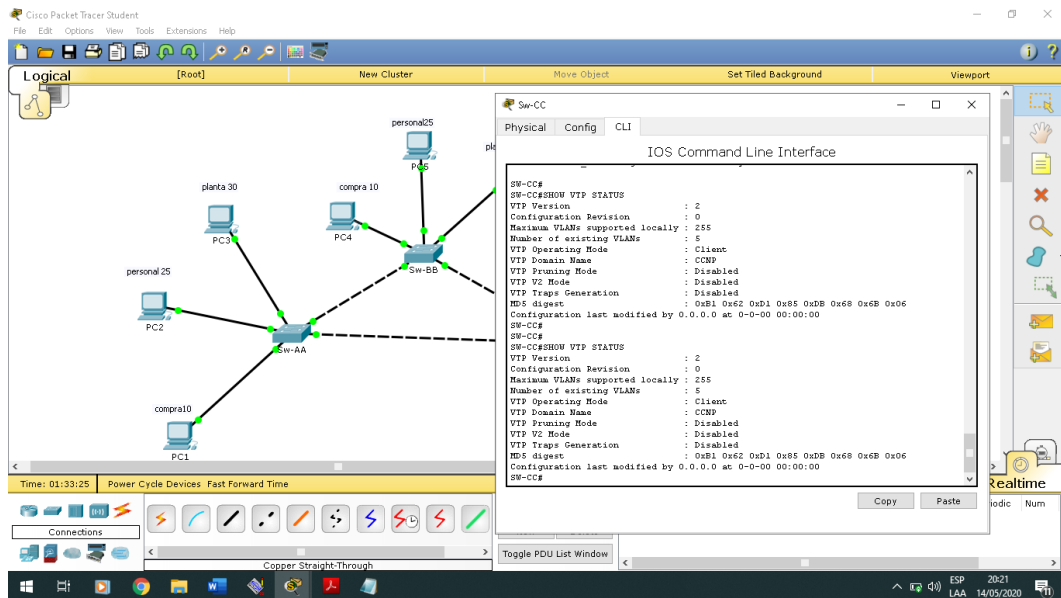 Cisco Packet Tracer Student
File Edit Options View Tools Extensions Help
Logical [Root] New Cluster Move Object Set Tiled Background Viewport
personal25
PC5
planta 30
PC3
compra 10
PC4
Sw-BB
personal 25
PC2
Sw-AA
compra10
PC1
Sw-CC
Physical Config CLI
IOS Command Line Interface
SW-CC#
SW-CC#SHOW VTP STATUS
VTP Version : 2
Configuration Revision : 0
Maximum VLANs supported locally : 255
Number of existing VLANs : 5
VTP Operating Mode : Client
VTP Domain Name : CCNP
VTP Pruning Mode : Disabled
VTP V2 Mode : Disabled
VTP Traps Generation : Disabled
MD5 digest : 0xB1 0x62 0xD1 0x85 0xDB 0x68 0x6B 0x06
Configuration last modified by 0.0.0.0 at 0-0-00 00:00:00
SW-CC#
SW-CC#
SW-CC#SHOW VTP STATUS
VTP Version : 2
Configuration Revision : 0
Maximum VLANs supported locally : 255
Number of existing VLANs : 5
VTP Operating Mode : Client
VTP Domain Name : CCNP
VTP Pruning Mode : Disabled
VTP V2 Mode : Disabled
VTP Traps Generation : Disabled
MD5 digest : 0xB1 0x62 0xD1 0x85 0xDB 0x68 0x6B 0x06
Configuration last modified by 0.0.0.0 at 0-0-00 00:00:00
SW-CC#
Copy Paste
Time: 01:33:25 Power Cycle Devices Fast Forward Time Realtime
Connections
Copper Straight-Through
Toggle PDU List Window
iodic Num
ESP 20:21
LAA 14/05/2020